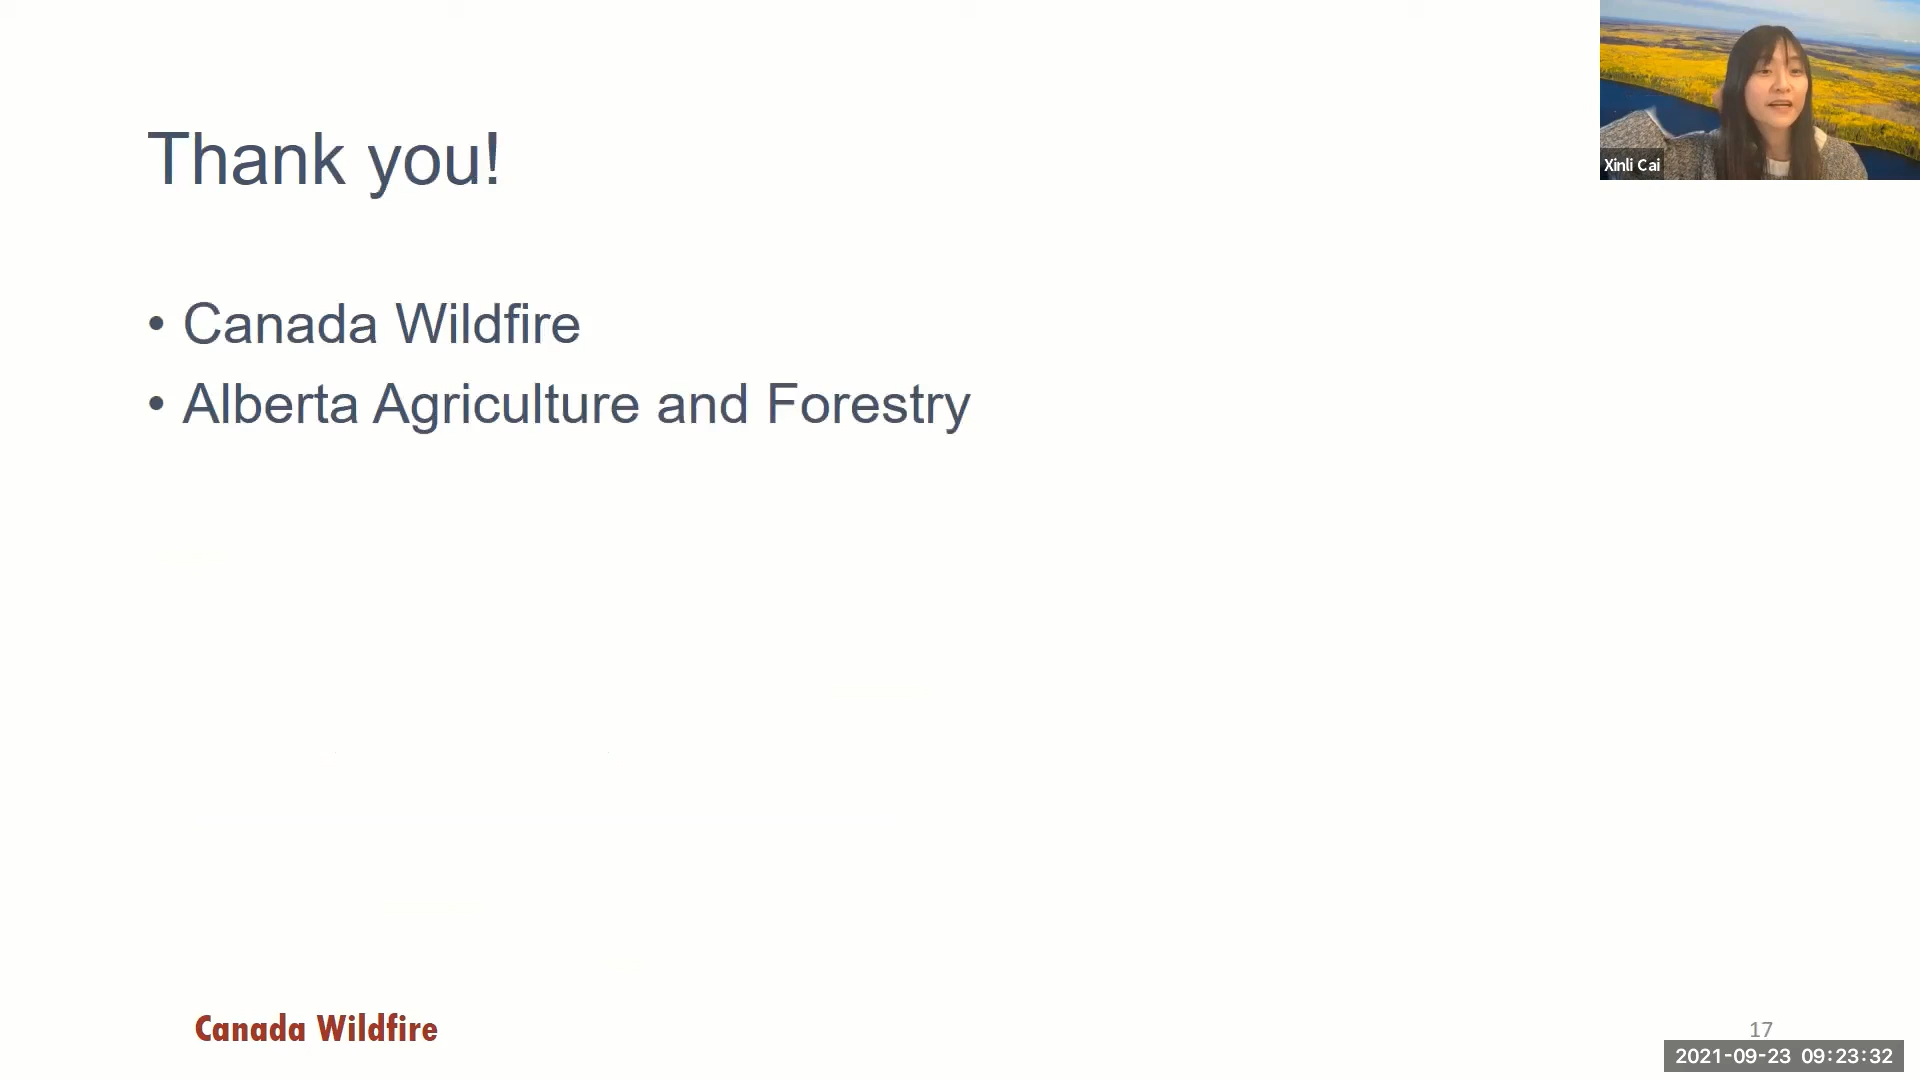 Thank you!
• Canada Wildfire
• Alberta Agriculture and Forestry
Xinli Cai
Canada Wildfire
17
2021-09-23 09:23:32